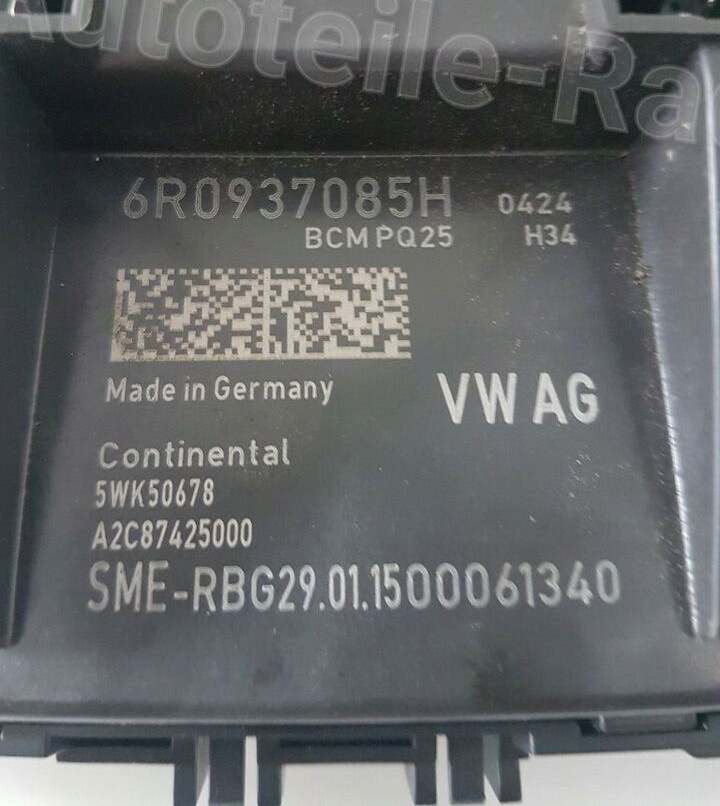 Autoteile-Ra
6R0937085H 0424
BCM PQ25 H34
Made in Germany
VW AG
Continental
5WK50678
A2C87425000
SME-RBG29.01.1500061340